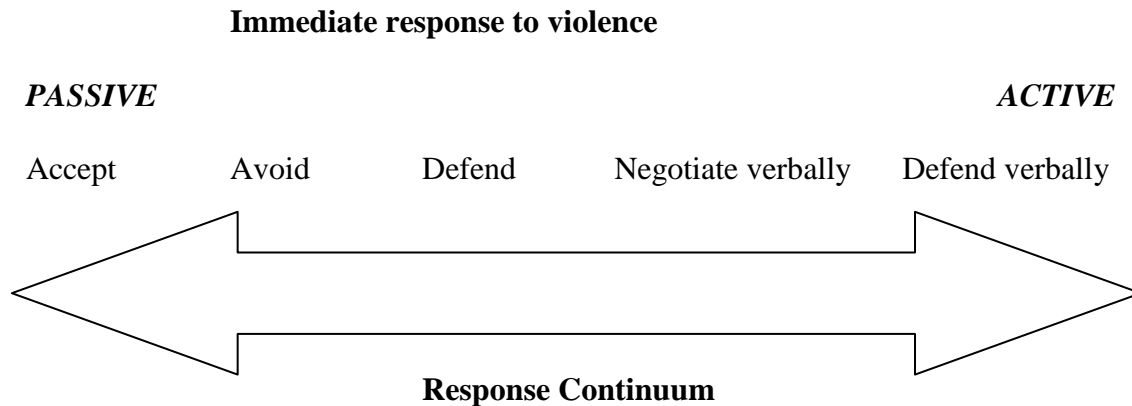 Immediate response to violence
PASSIVE ACTIVE
Accept Avoid Defend Negotiate verbally Defend verbally
Response Continuum